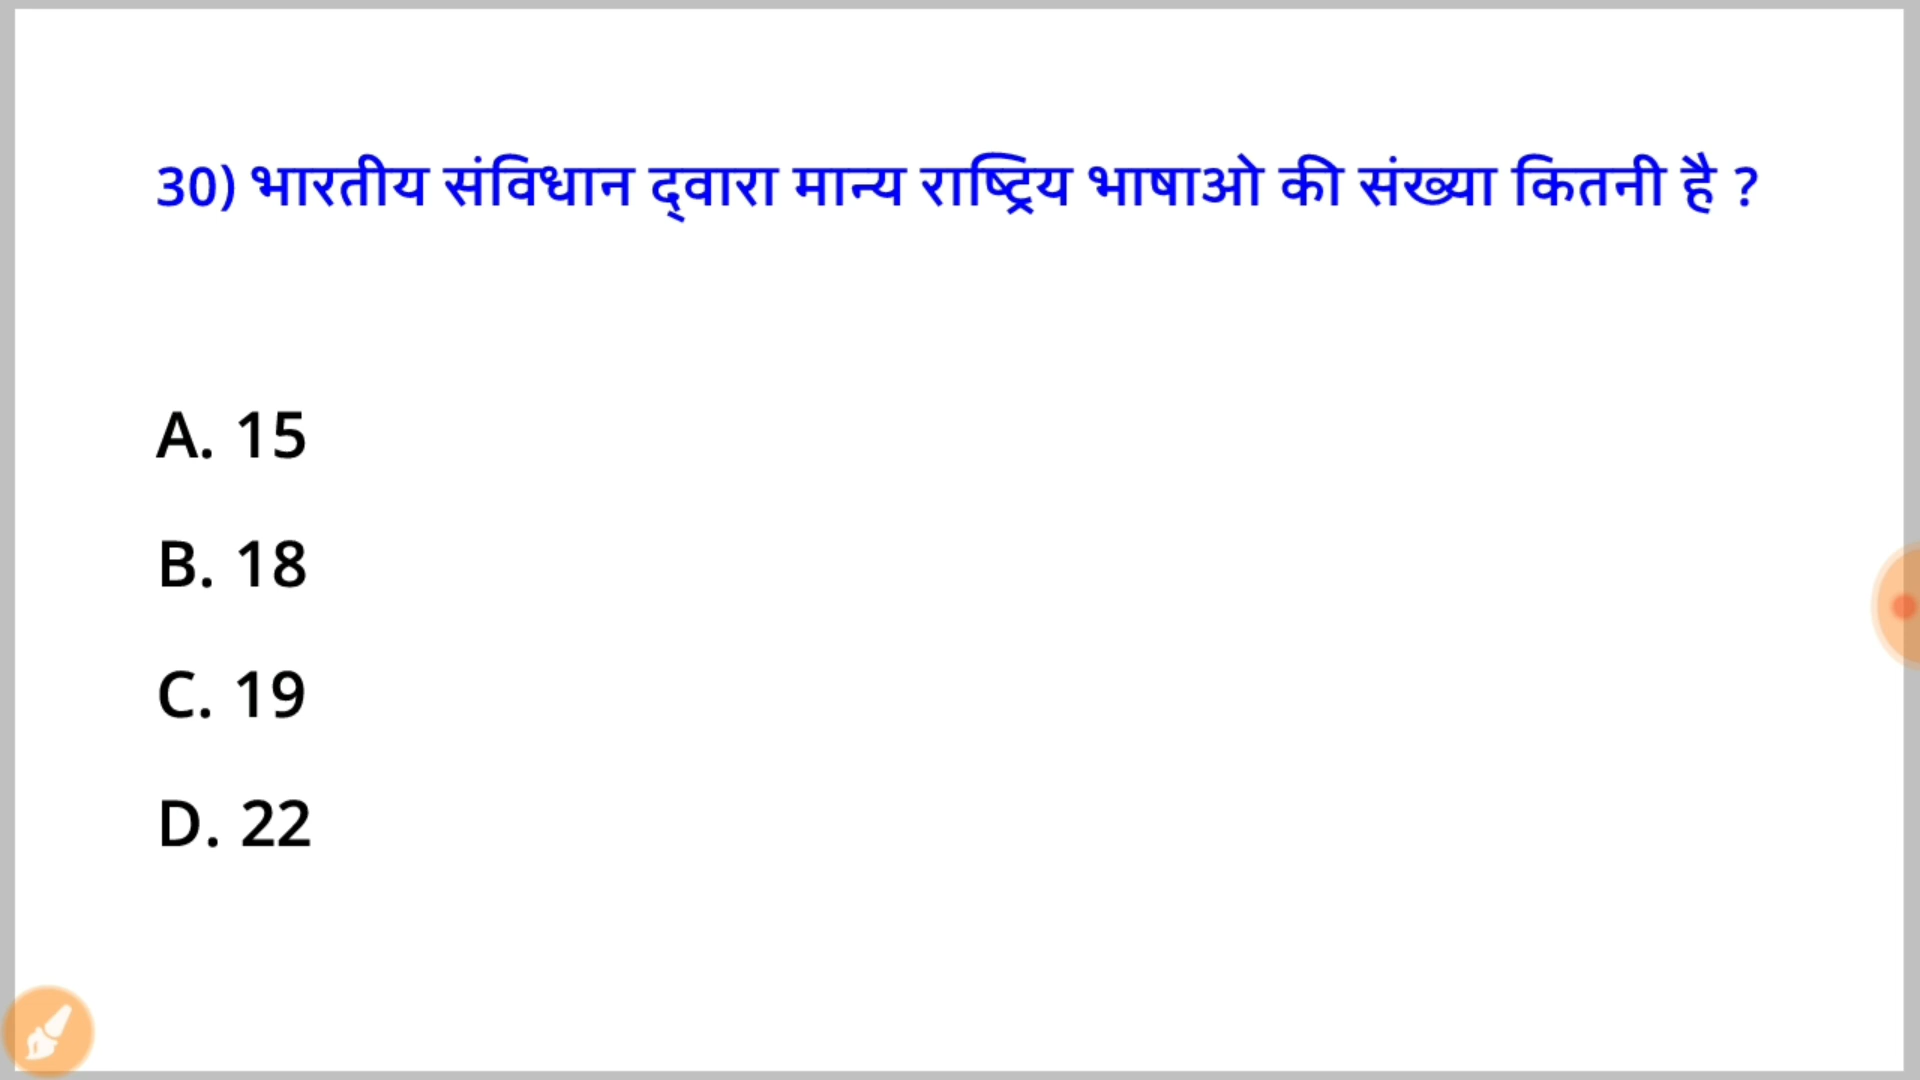 30) भारतीय संविधान द्वारा मान्य राष्ट्रिय भाषाओ की संख्या कितनी है ?
A. 15
B. 18
C. 19
D. 22